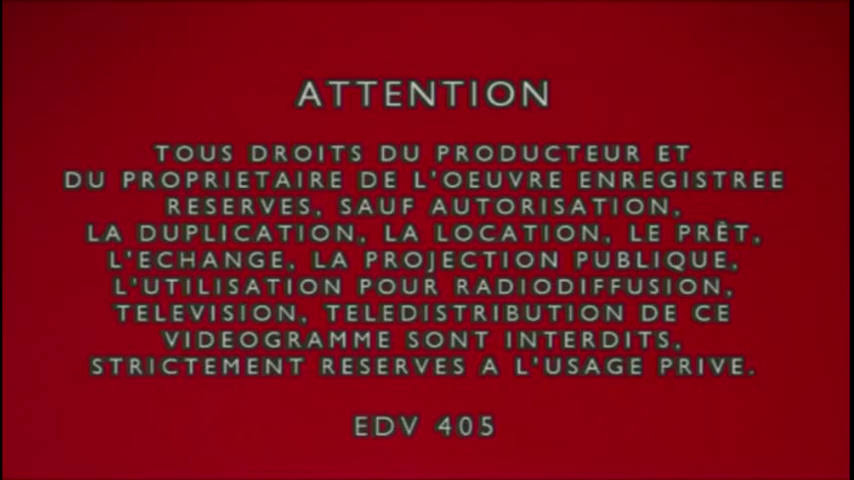 ATTENTION
TOUS DROITS DU PRODUCTEUR ET
DU PROPRIETAIRE DE L'OEUVRE ENREGISTREE
RESERVES, SAUF AUTORISATION,
LA DUPLICATION, LA LOCATION, LE PRÊT,
L'ECHANGE, LA PROJECTION PUBLIQUE,
L'UTILISATION POUR RADIODIFFUSION,
TELEVISION, TELEDISTRIBUTION DE CE
VIDEOGRAMME SONT INTERDITS,
STRICTEMENT RESERVES A L'USAGE PRIVE.
EDV 405